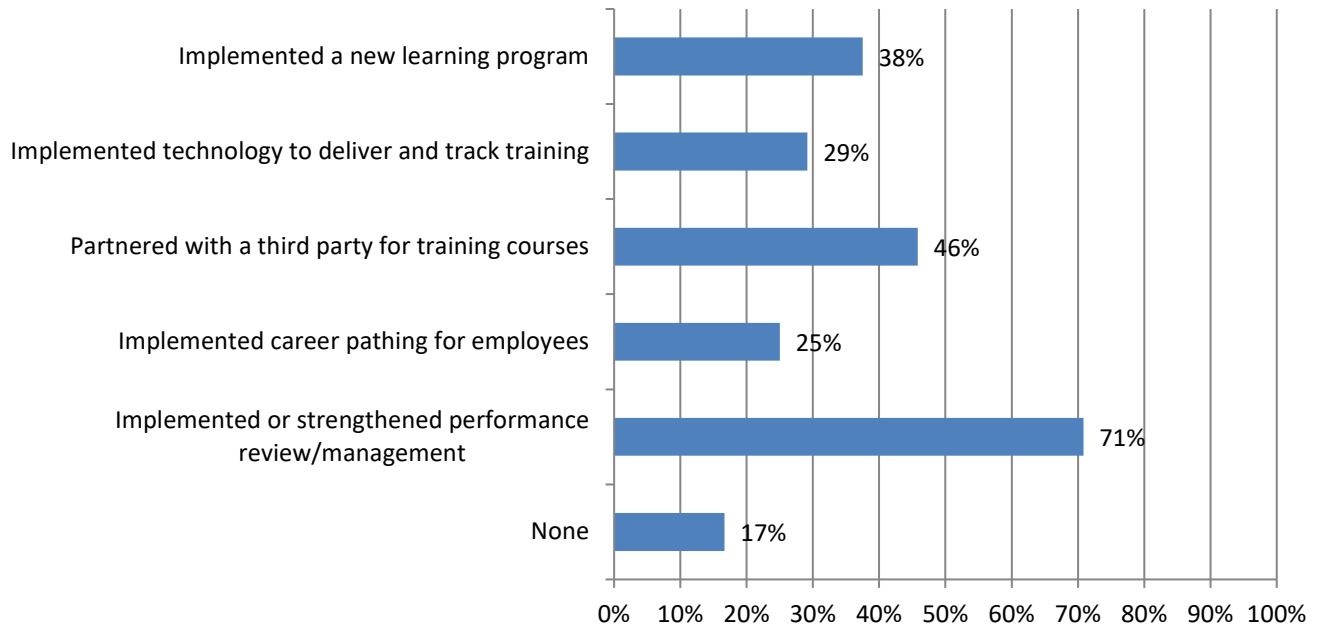 Implemented a new learning program
38%
Implemented technology to deliver and track training
29%
Partnered with a third party for training courses
46%
Implemented career pathing for employees
25%
Implemented or strengthened performance
review/management
71%
None
17%
0% 10% 20% 30% 40% 50% 60% 70% 80% 90% 100%